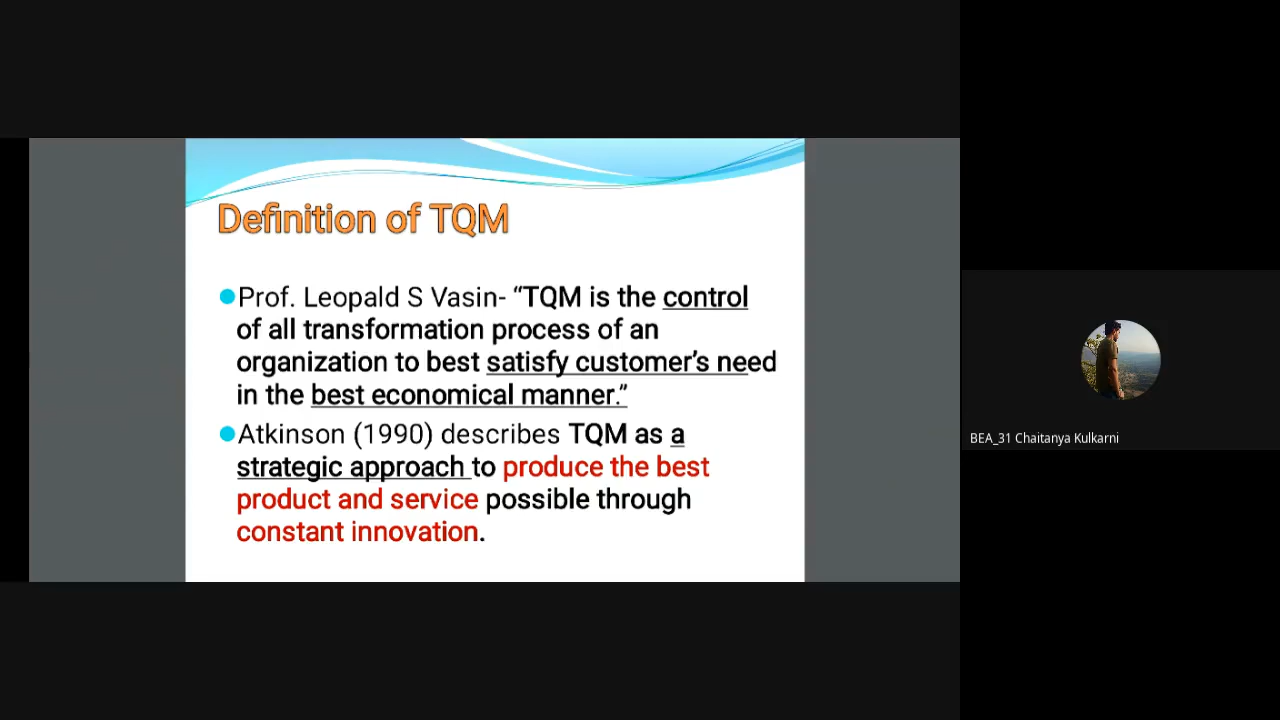 Definition of TQM
●Prof. Leopald S Vasin- “TQM is the control
of all transformation process of an
organization to best satisfy customer’s need
in the best economical manner.”
●Atkinson (1990) describes TQM as a
strategic approach to produce the best
product and service possible through
constant innovation.
BEA_31 Chaitanya Kulkarni